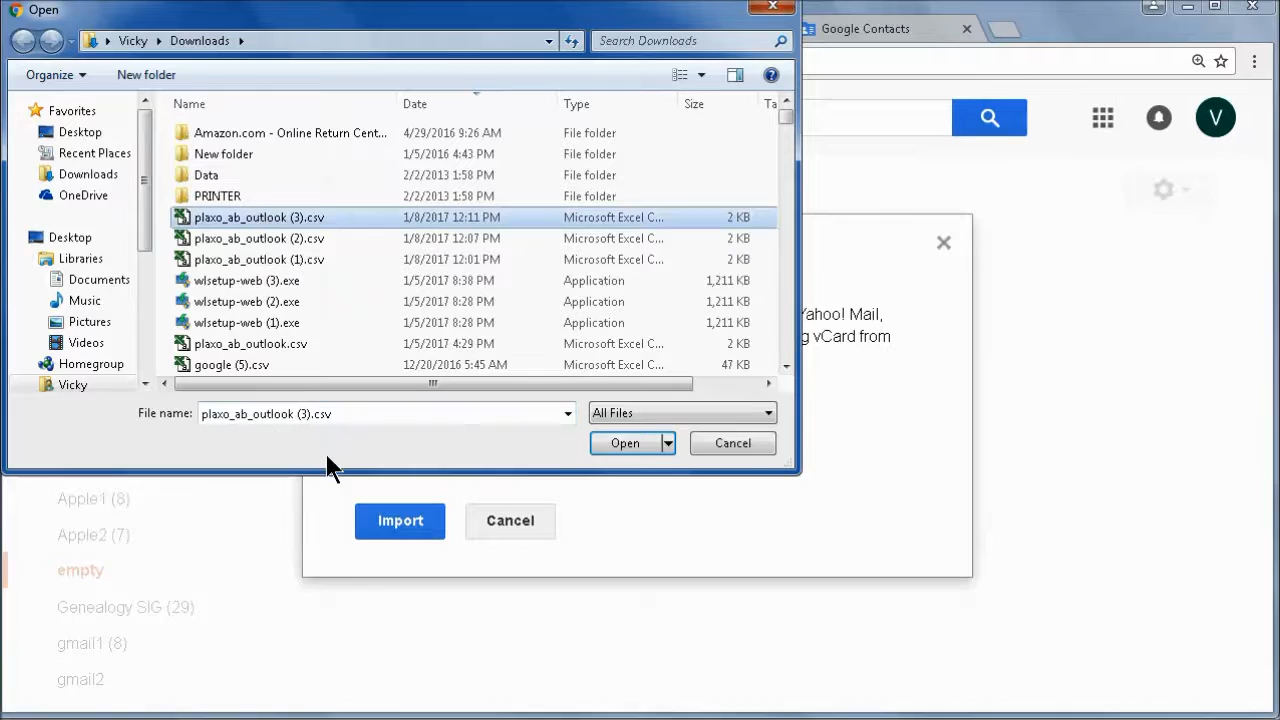 Open
Vicky Downloads
Search Downloads
Google Contacts
Organize
New folder
Name Date Type Size Ta
Favorites
Desktop
Recent Places
Downloads
OneDrive
Desktop
Libraries
Documents
Music
Pictures
Videos
Homegroup
Vicky
Amazon.com - Online Return Cent... 4/29/2016 9:26 AM File folder
New folder 1/5/2016 4:43 PM File folder
Data 2/2/2013 1:58 PM File folder
PRINTER 2/2/2013 1:58 PM File folder
plaxo_ab_outlook (3).csv 1/8/2017 12:11 PM Microsoft Excel C... 2 KB
plaxo_ab_outlook (2).csv 1/8/2017 12:07 PM Microsoft Excel C... 2 KB
plaxo_ab_outlook (1).csv 1/8/2017 12:01 PM Microsoft Excel C... 2 KB
wlsetup-web (3).exe 1/5/2017 8:38 PM Application 1,211 KB
wlsetup-web (2).exe 1/5/2017 8:28 PM Application 1,211 KB
wlsetup-web (1).exe 1/5/2017 8:28 PM Application 1,211 KB
plaxo_ab_outlook.csv 1/5/2017 4:29 PM Microsoft Excel C... 2 KB
google (5).csv 12/20/2016 5:45 AM Microsoft Excel C... 47 KB
File name: plaxo_ab_outlook (3).csv
All Files
Open
Cancel
V
Yahoo! Mail,
g vCard from
Import
Cancel
Apple1 (8)
Apple2 (7)
empty
Genealogy SIG (29)
gmail1 (8)
gmail2